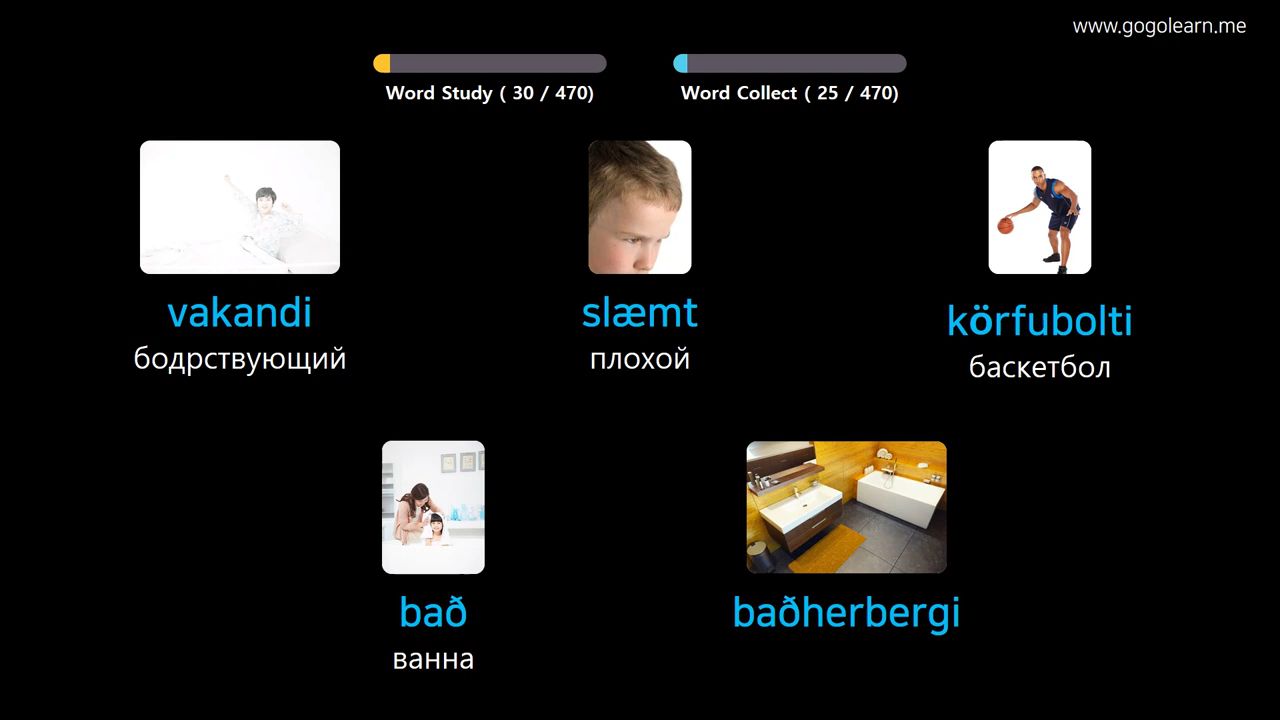 www.gogolearn.me
Word Study ( 30 / 470)
Word Collect ( 25 / 470)
vakandi
бодрствующий
slæmt
плохой
körfubolti
баскетбол
bað
ванна
baðherbergi